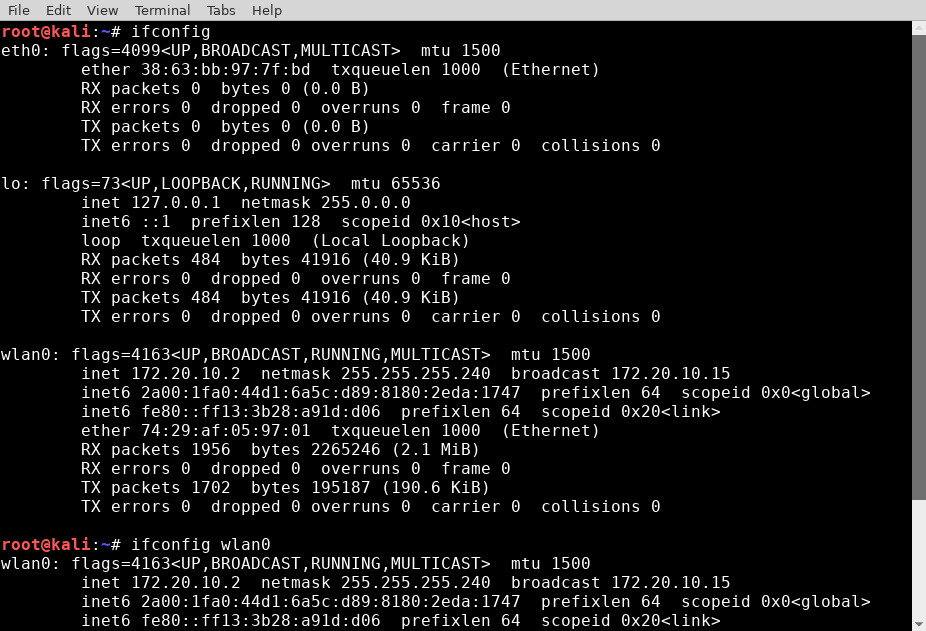 File Edit View Terminal Tabs Help
root@kali:~# ifconfig
eth0: flags=4099<UP,BROADCAST,MULTICAST>  mtu 1500
        ether 38:63:bb:97:7f:bd  txqueuelen 1000  (Ethernet)
        RX packets 0  bytes 0 (0.0 B)
        RX errors 0  dropped 0  overruns 0  frame 0
        TX packets 0  bytes 0 (0.0 B)
        TX errors 0  dropped 0 overruns 0  carrier 0  collisions 0

lo: flags=73<UP,LOOPBACK,RUNNING>  mtu 65536
        inet 127.0.0.1  netmask 255.0.0.0
        inet6 ::1  prefixlen 128  scopeid 0x10<host>
        loop  txqueuelen 1000  (Local Loopback)
        RX packets 484  bytes 41916 (40.9 KiB)
        RX errors 0  dropped 0  overruns 0  frame 0
        TX packets 484  bytes 41916 (40.9 KiB)
        TX errors 0  dropped 0 overruns 0  carrier 0  collisions 0

wlan0: flags=4163<UP,BROADCAST,RUNNING,MULTICAST>  mtu 1500
        inet 172.20.10.2  netmask 255.255.255.240  broadcast 172.20.10.15
        inet6 2a00:1fa0:44d1:6a5c:d89:8180:2eda:1747  prefixlen 64  scopeid 0x0<global>
        inet6 fe80::ff13:3b28:a91d:d06  prefixlen 64  scopeid 0x20<link>
        ether 74:29:af:05:97:01  txqueuelen 1000  (Ethernet)
        RX packets 1956  bytes 2265246 (2.1 MiB)
        RX errors 0  dropped 0  overruns 0  frame 0
        TX packets 1702  bytes 195187 (190.6 KiB)
        TX errors 0  dropped 0 overruns 0  carrier 0  collisions 0

root@kali:~# ifconfig wlan0
wlan0: flags=4163<UP,BROADCAST,RUNNING,MULTICAST>  mtu 1500
        inet 172.20.10.2  netmask 255.255.255.240  broadcast 172.20.10.15
        inet6 2a00:1fa0:44d1:6a5c:d89:8180:2eda:1747  prefixlen 64  scopeid 0x0<global>
        inet6 fe80::ff13:3b28:a91d:d06  prefixlen 64  scopeid 0x20<link>